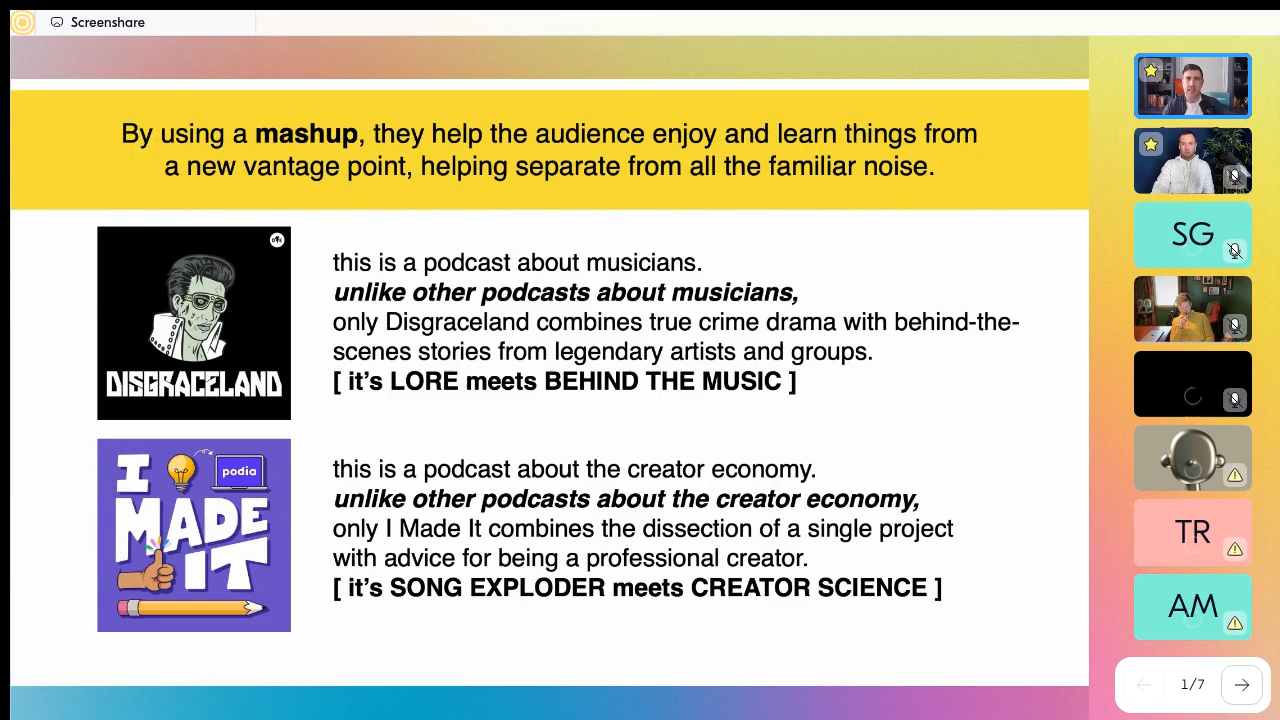 Screenshare
By using a mashup, they help the audience enjoy and learn things from
a new vantage point, helping separate from all the familiar noise.
DISGRACELAND
this is a podcast about musicians.
unlike other podcasts about musicians,
only Disgraceland combines true crime drama with behind-the-
scenes stories from legendary artists and groups.
[ it's LORE meets BEHIND THE MUSIC ]
I
podia
MADE
IT
this is a podcast about the creator economy.
unlike other podcasts about the creator economy,
only I Made It combines the dissection of a single project
with advice for being a professional creator.
[ it's SONG EXPLODER meets CREATOR SCIENCE ]
SG
TR
AM
1/7